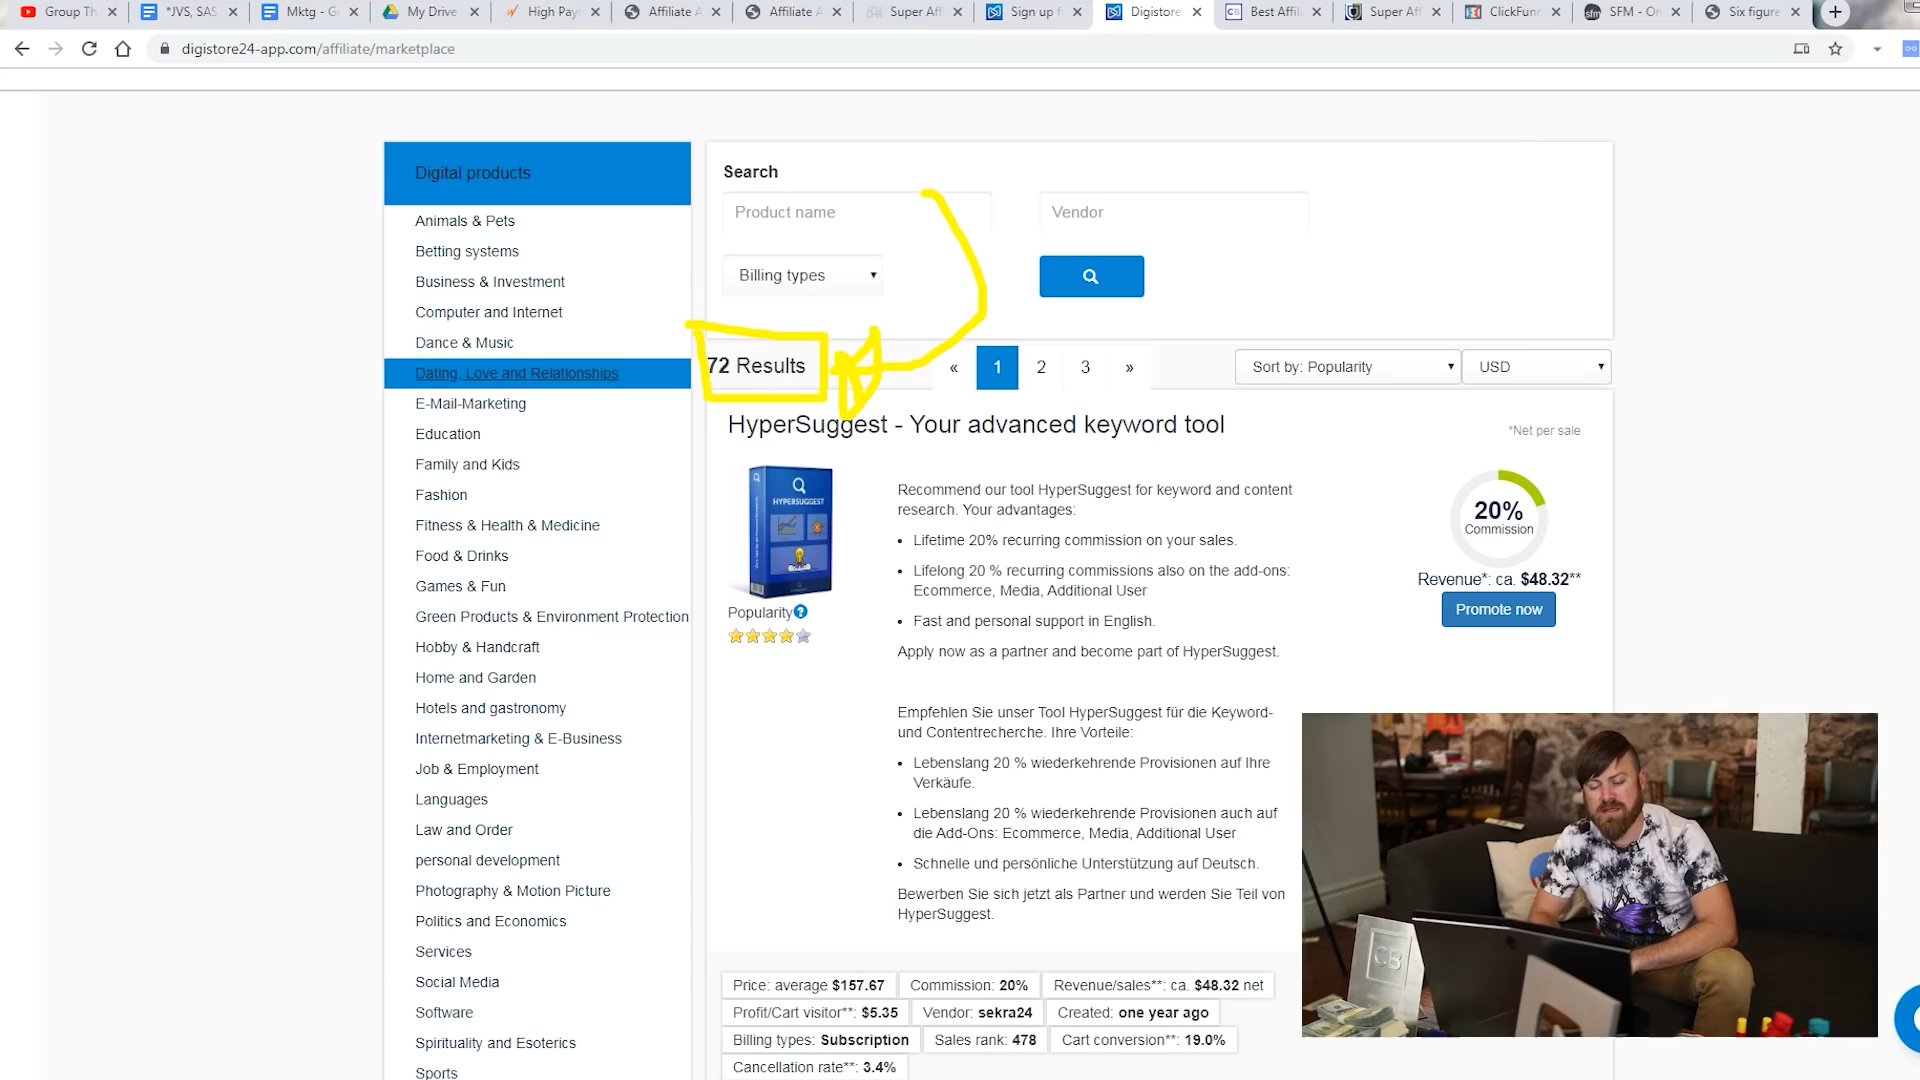 Group Th
*JVS, SAS
Mktg - G
My Drive
High Pay
Affiliate
Affiliate
Super Aff
Sign up f
Digistore
Best Affili
Super Aff
ClickFunn
SFM - On
Six figure
digistore24-app.com/affiliate/marketplace
Digital products
Animals & Pets
Betting systems
Business & Investment
Computer and Internet
Dance & Music
Dating, Love and Relationships
E-Mail-Marketing
Education
Family and Kids
Fashion
Fitness & Health & Medicine
Food & Drinks
Games & Fun
Green Products & Environment Protection
Hobby & Handcraft
Home and Garden
Hotels and gastronomy
Internetmarketing & E-Business
Job & Employment
Languages
Law and Order
personal development
Photography & Motion Picture
Politics and Economics
Services
Social Media
Software
Spirituality and Esoterics
Sports
Search
Product name
Vendor
Billing types
72 Results
« 1 2 3 »
Sort by: Popularity
USD
HyperSuggest - Your advanced keyword tool
*Net per sale
HYPERSUGGEST
Popularity
Recommend our tool HyperSuggest for keyword and content
research. Your advantages:
• Lifetime 20% recurring commission on your sales.
• Lifelong 20 % recurring commissions also on the add-ons:
Ecommerce, Media, Additional User
• Fast and personal support in English.
Apply now as a partner and become part of HyperSuggest.
Empfehlen Sie unser Tool HyperSuggest für die Keyword-
und Contentrecherche. Ihre Vorteile:
• Lebenslang 20 % wiederkehrende Provisionen auf Ihre
Verkäufe.
• Lebenslang 20 % wiederkehrende Provisionen auch auf
die Add-Ons: Ecommerce, Media, Additional User
• Schnelle und persönliche Unterstützung auf Deutsch.
Bewerben Sie sich jetzt als Partner und werden Sie Teil von
HyperSuggest.
20%
Commission
Revenue*: ca. $48.32**
Promote now
Price: average $157.67
Commission: 20%
Revenue/sales**: ca. $48.32 net
Profit/Cart visitor**: $5.35
Vendor: sekra24
Created: one year ago
Billing types: Subscription
Sales rank: 478
Cart conversion**: 19.0%
Cancellation rate**: 3.4%
CB